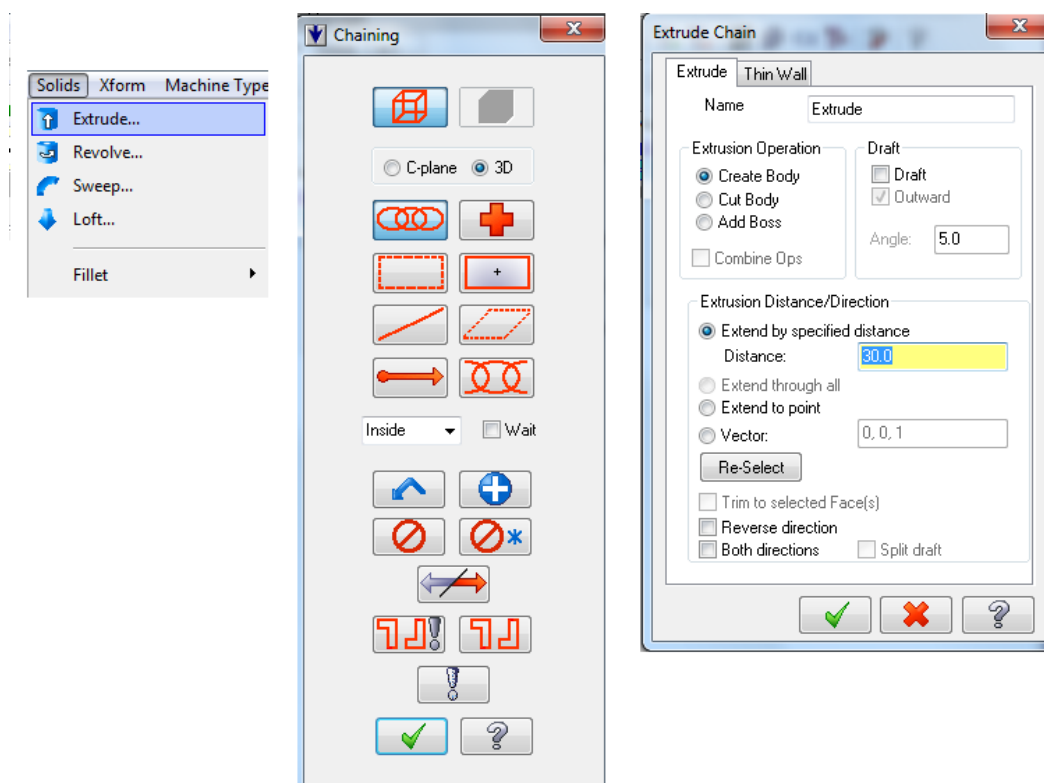 Solids Xform Machine Type
Extrude...
Revolve...
Sweep...
Loft...
Fillet
Chaining
C-plane 3D
Inside Wait
Extrude Chain
Extrude Thin Wall
Name Extrude
Extrusion Operation
Create Body
Cut Body
Add Boss
Combine Ops
Draft
Draft
Outward
Angle: 5.0
Extrusion Distance/Direction
Extend by specified distance
Distance: 30.0
Extend through all
Extend to point
Vector: 0, 0, 1
Re-Select
Trim to selected Face(s)
Reverse direction
Both directions Split draft